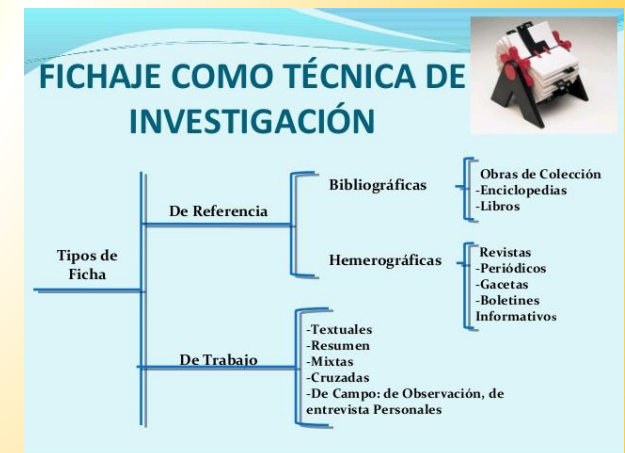 FICHAJE COMO TÉCNICA DE
INVESTIGACIÓN
Tipos de
Ficha
De Referencia
Bibliográficas
Obras de Colección
-Enciclopedias
-Libros
Hemerográficas
Revistas
-Periódicos
-Gacetas
-Boletines
Informativos
De Trabajo
-Textuales
-Resumen
-Mixtas
-Cruzadas
-De Campo: de Observación, de
entrevista Personales